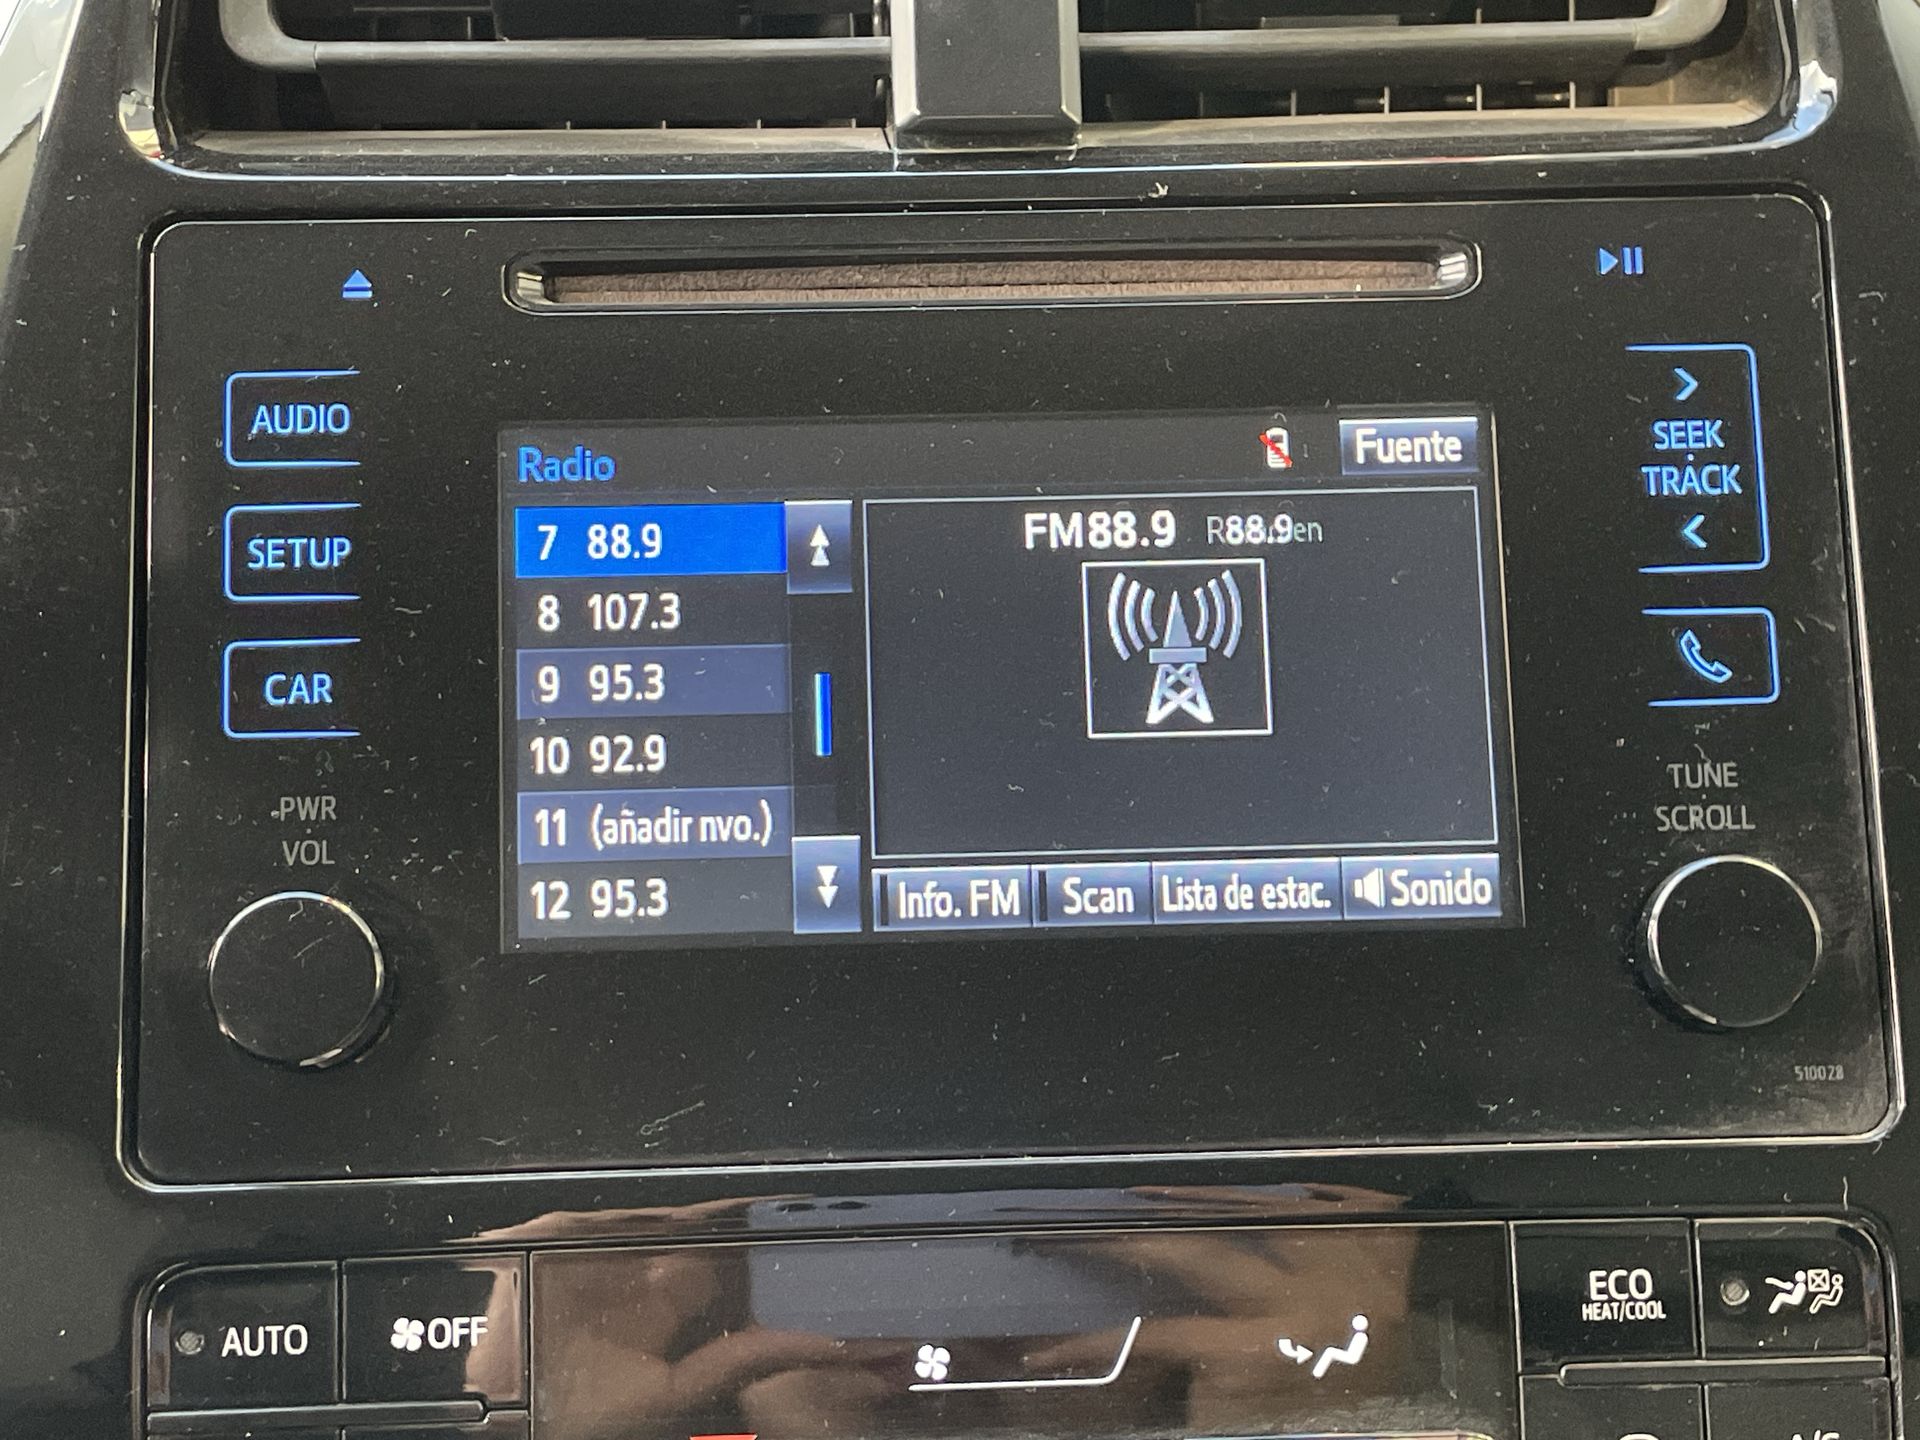 AUDIO
SETUP
CAR
PWR
VOL
Radio
Fuente
7 88.9
8 107.3
9 95.3
10 92.9
11 (añadir nvo.)
12 95.3
FM88.9
Info. FM
Scan
Lista de estac.
Sonido
SEEK
TRACK
TUNE
SCROLL
510028
AUTO
OFF
ECO
HEAT/COOL